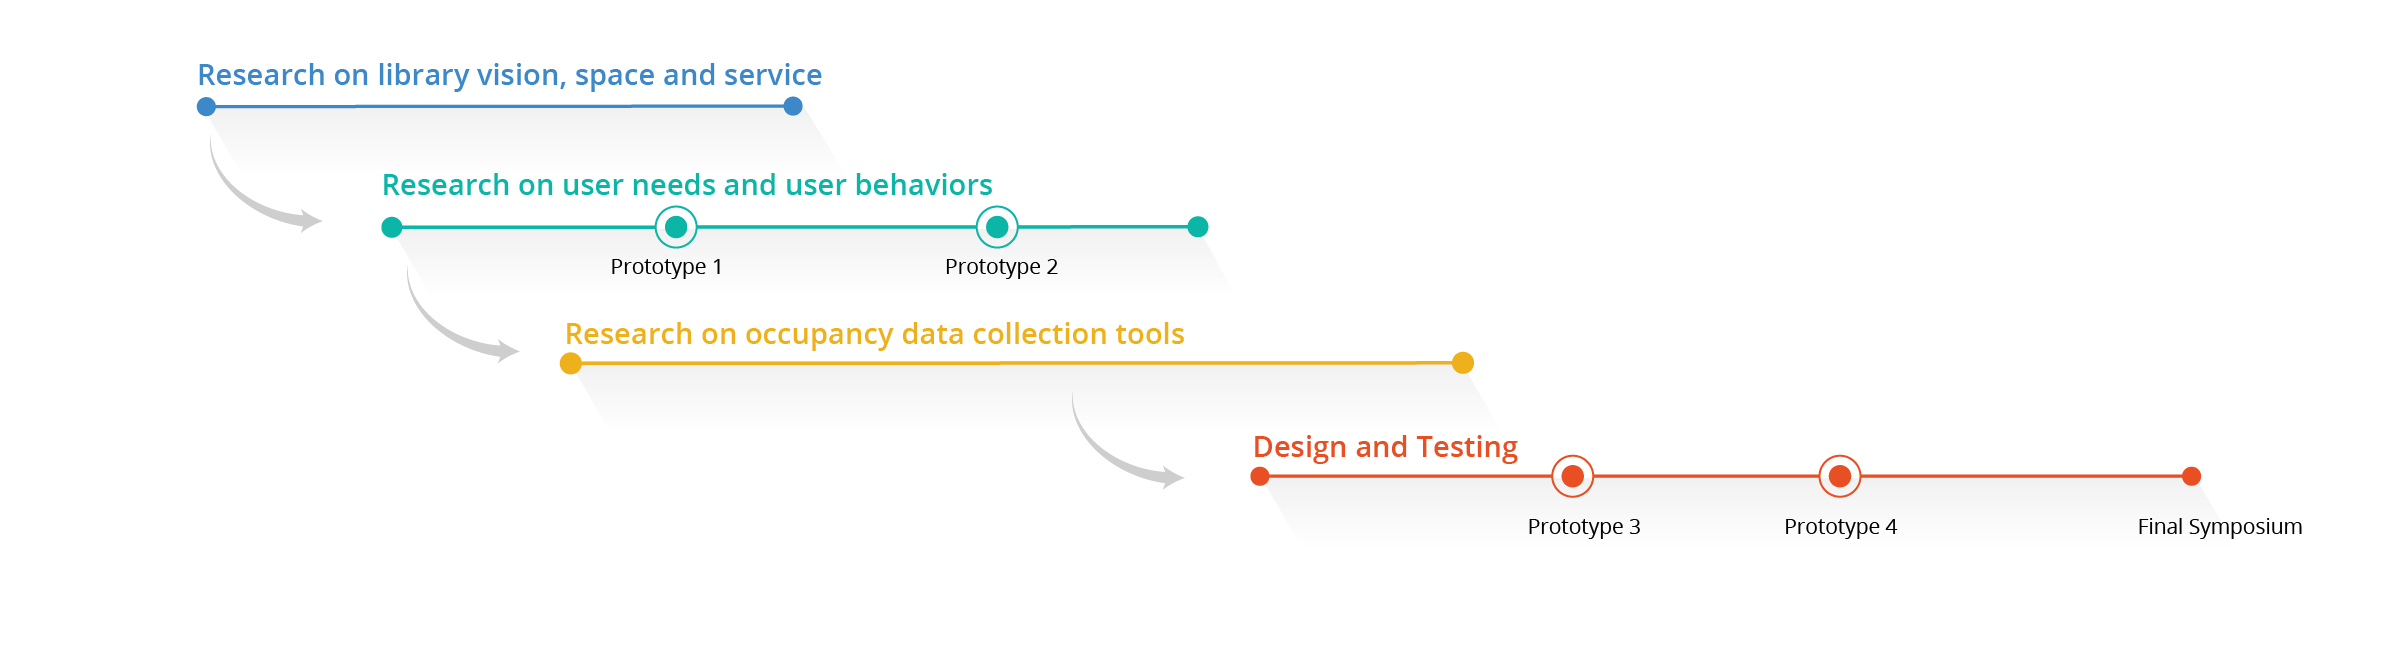 Research on library vision, space and service
Research on user needs and user behaviors
Prototype 1
Prototype 2
Research on occupancy data collection tools
Design and Testing
Prototype 3
Prototype 4
Final Symposium